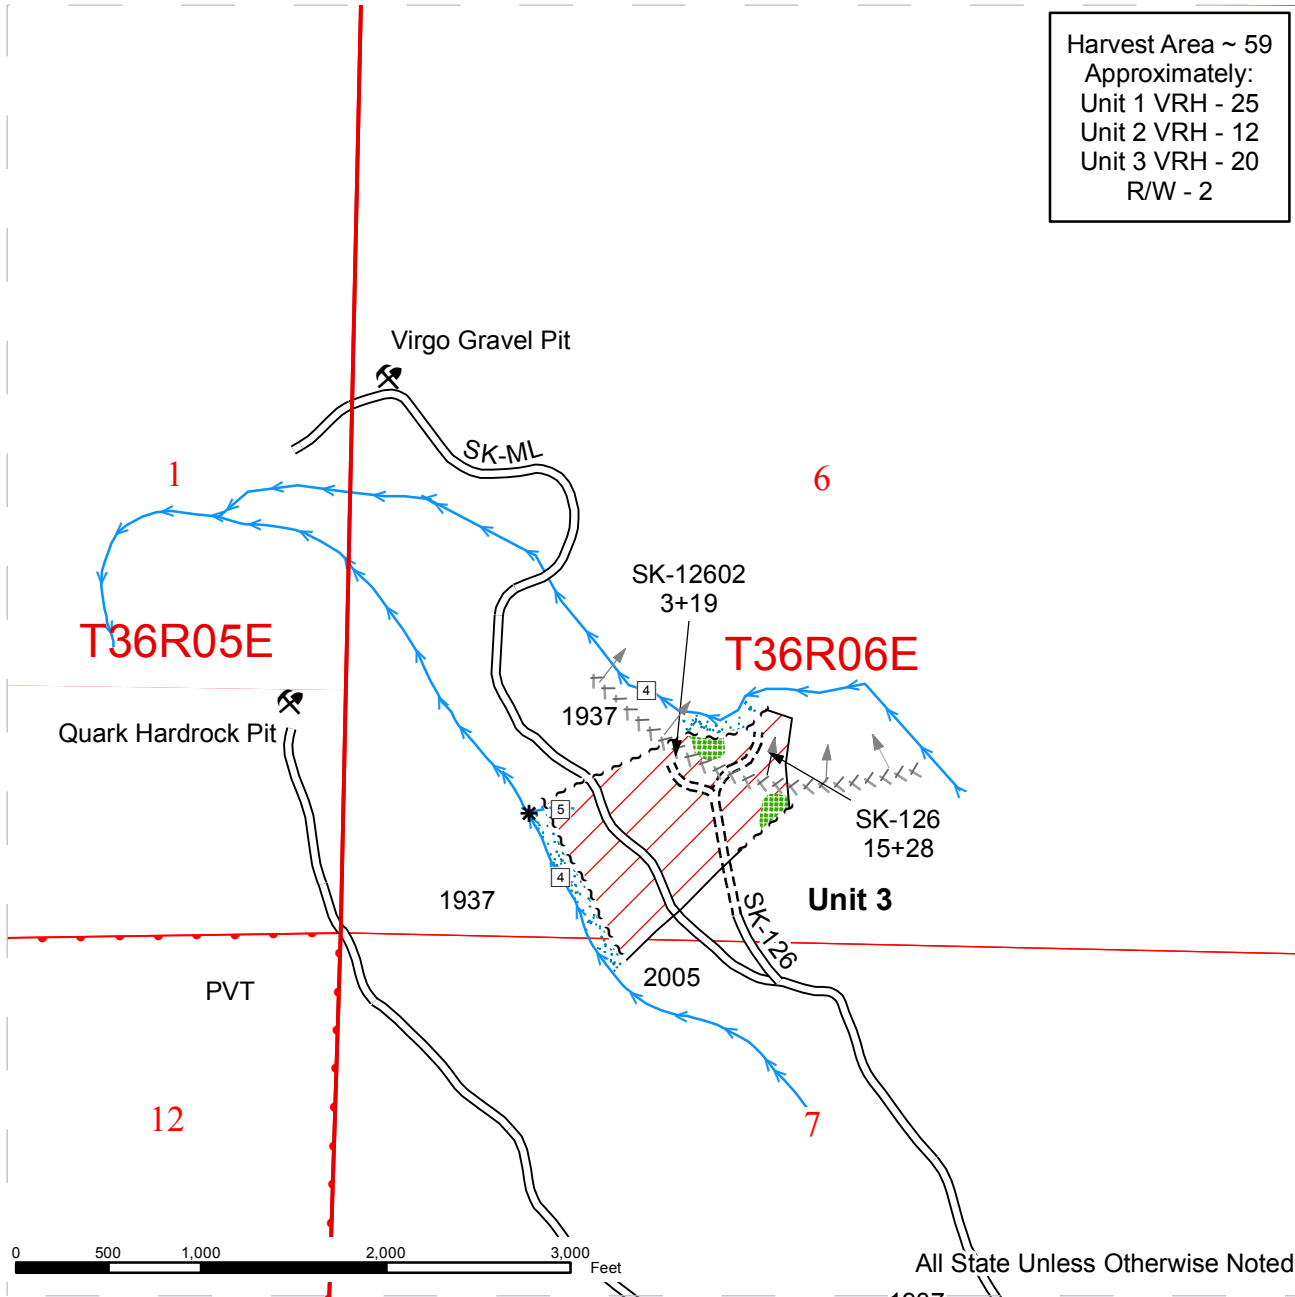 Harvest Area ~ 59
Approximately:
Unit 1 VRH - 25
Unit 2 VRH - 12
Unit 3 VRH - 20
R/W - 2
Virgo Gravel Pit
SK-ML
1
6
SK-12602
3+19
T36R05E
T36R06E
4
1937
Quark Hardrock Pit
5
SK-126
15+28
4
1937
Unit 3
SK-126
2005
PVT
12
7
0 500 1,000 2,000 3,000
Feet
All State Unless Otherwise Noted